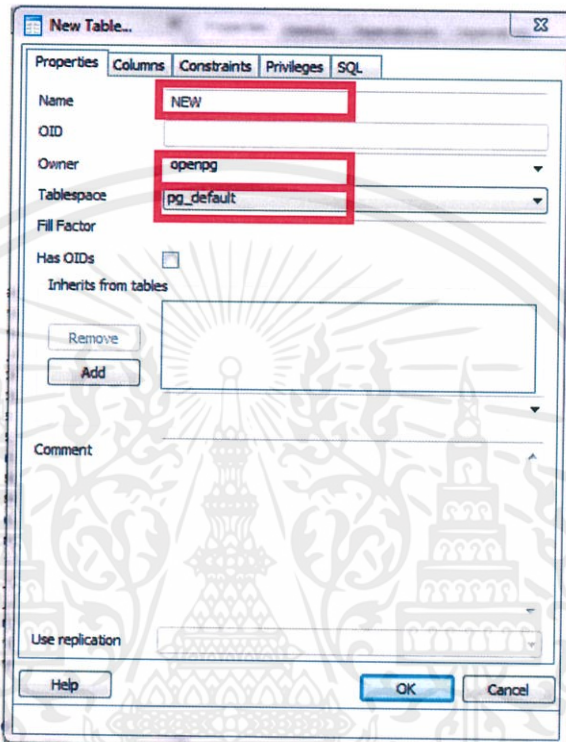 New Table...
Properties Columns Constraints Privileges SQL
Name NEW
OID
Owner openpg
Tablespace pg_default
Fill Factor
Has OIDs
Inherits from tables
Remove
Add
Comment
Use replication
Help OK Cancel